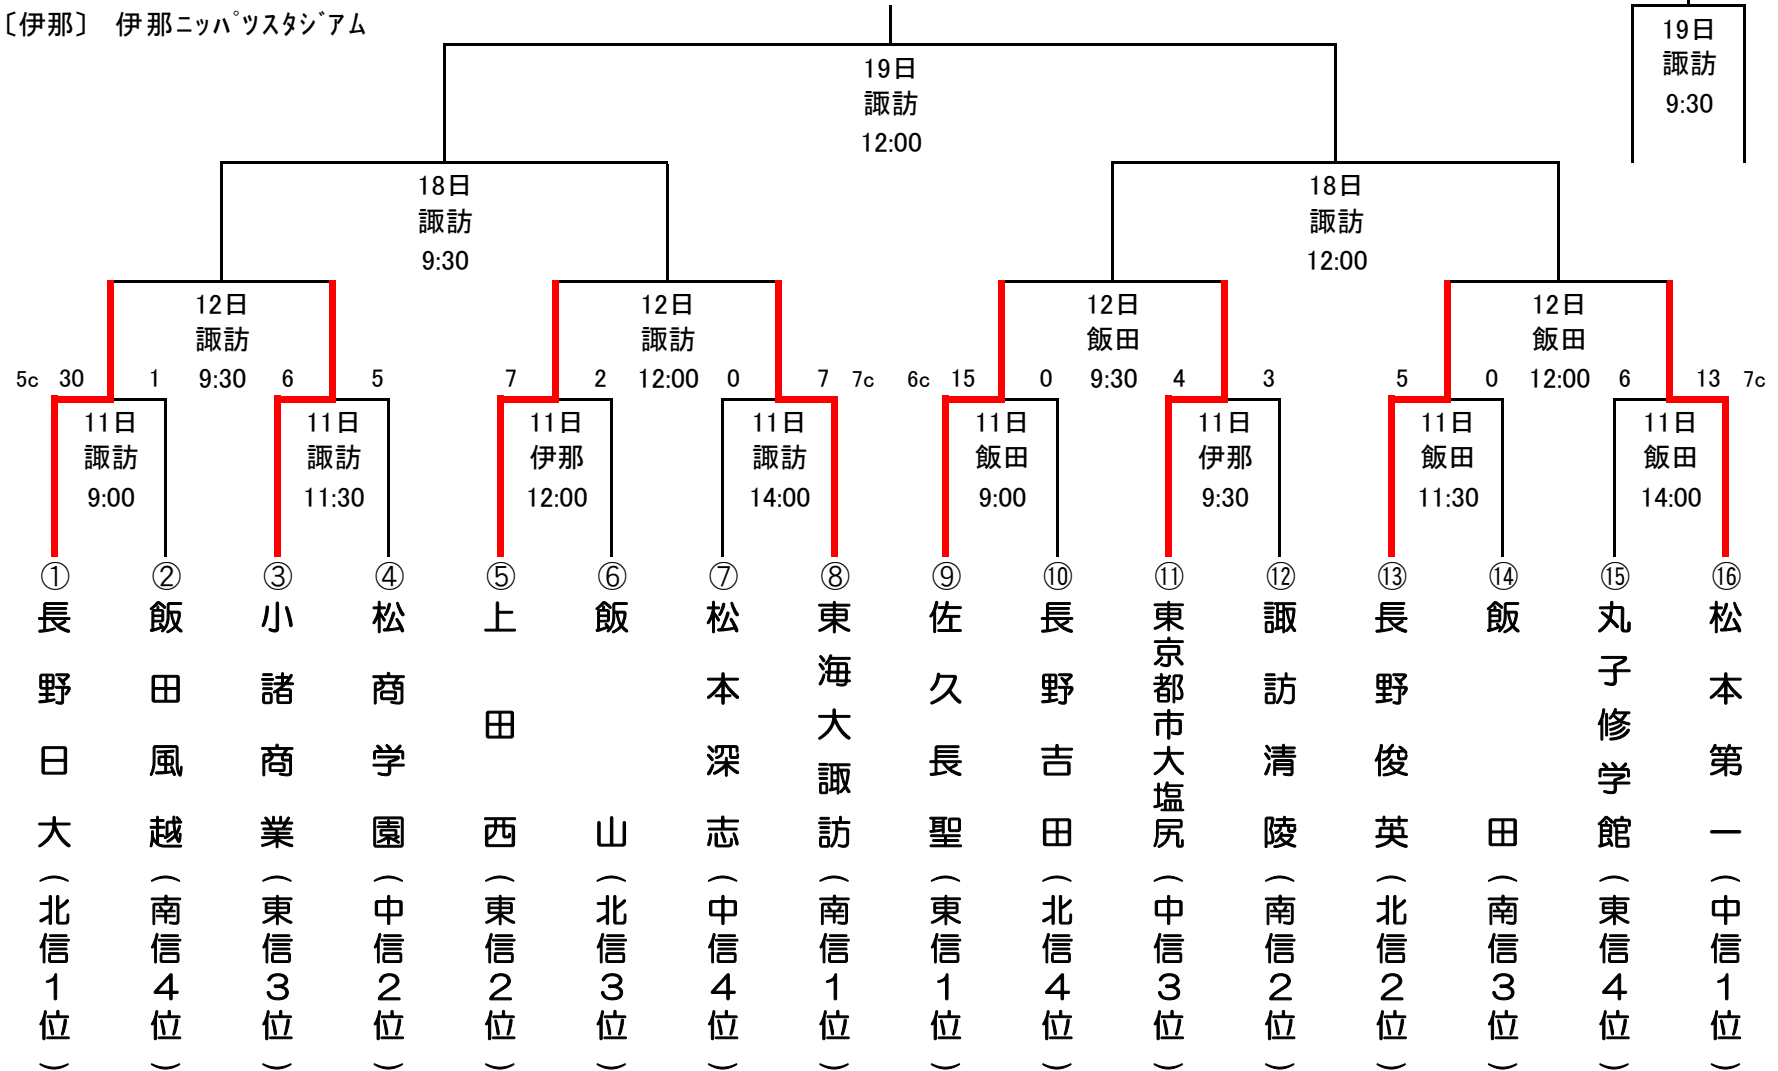 〔伊那〕 伊那ニッパツスタジアム
19日
諏訪
9:30
19日
諏訪
12:00
18日
諏訪
9:30
18日
諏訪
12:00
12日
諏訪
9:30
12日
諏訪
12:00
12日
飯田
9:30
12日
飯田
12:00
5c 30 1 6 5 7 2 0 7 7c 6c 15 0 4 3 5 0 6 13 7c
11日
諏訪
9:00
11日
諏訪
11:30
11日
伊那
12:00
11日
諏訪
14:00
11日
飯田
9:00
11日
伊那
9:30
11日
飯田
11:30
11日
飯田
14:00
①長野日大(北信1位)
②飯田風越(南信4位)
③小諸商業(東信3位)
④松商学園(中信2位)
⑤上田西(東信2位)
⑥飯山(北信3位)
⑦松本深志(中信4位)
⑧東海大諏訪(南信1位)
⑨佐久長聖(東信1位)
⑩長野吉田(北信4位)
⑪東京都市大塩尻(中信3位)
⑫諏訪清陵(南信2位)
⑬長野俊英(北信2位)
⑭飯田(南信3位)
⑮丸子修学館(東信4位)
⑯松本第一(中信1位)